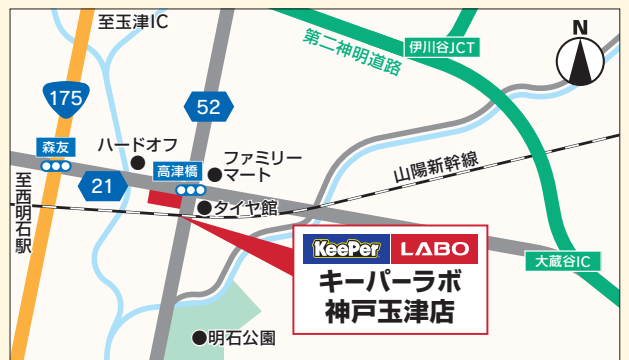 至玉津IC
第二神明道路
伊川谷JCT
N
175
52
森友
ハードオフ
高津橋
ファミリー
マート
山陽新幹線
21
至西明石駅
タイヤ館
KeePer LABO
キーパーラボ
神戸玉津店
大蔵谷IC
明石公園